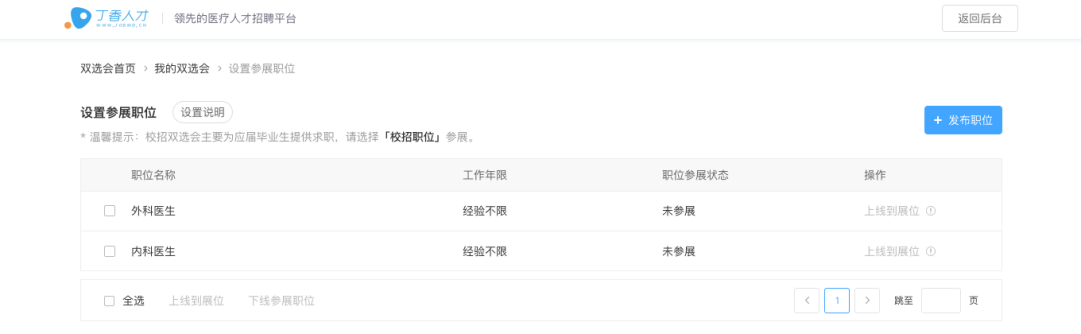 丁香人才
WWW.JOBMD.CN
领先的医疗人才招聘平台
返回后台
双选会首页 > 我的双选会 > 设置参展职位
设置参展职位 设置说明
+ 发布职位
* 温馨提示：校招双选会主要为应届毕业生提供求职，请选择「校招职位」参展。
职位名称 工作年限 职位参展状态 操作
外科医生 经验不限 未参展 上线到展位
内科医生 经验不限 未参展 上线到展位
全选 上线到展位 下线参展职位 1 跳至 页